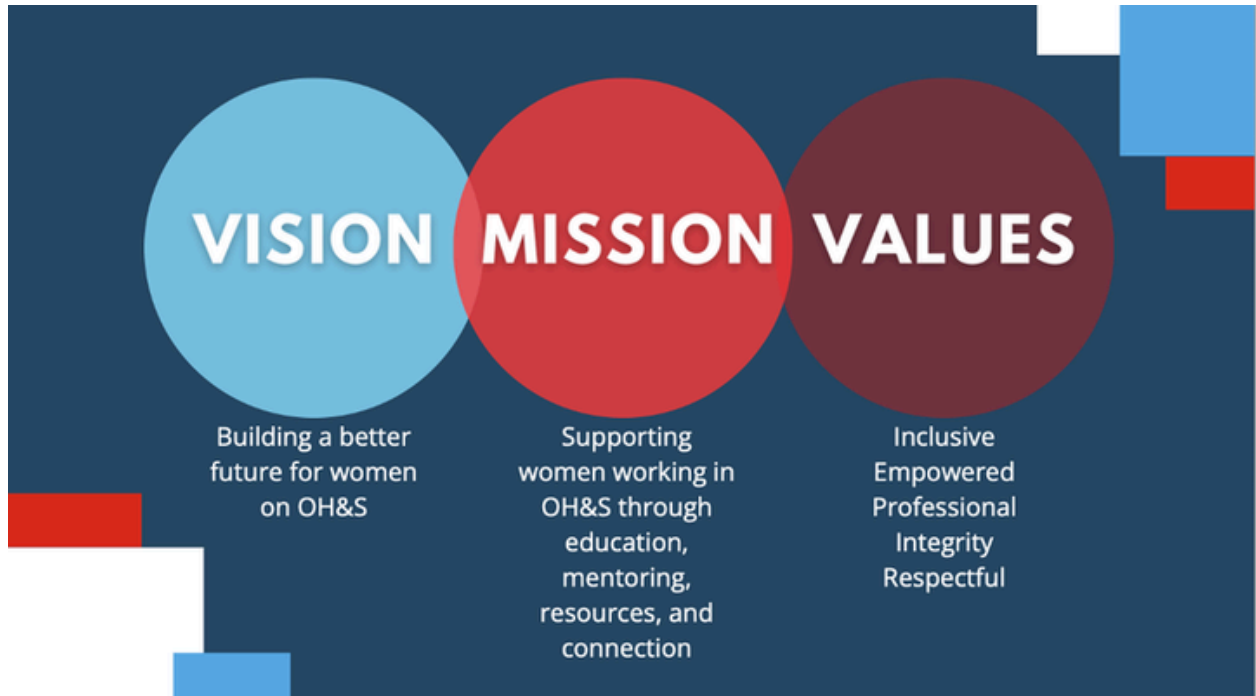 VISION
Building a better
future for women
on OH&S
MISSION
Supporting
women working in
OH&S through
education,
mentoring,
resources, and
connection
VALUES
Inclusive
Empowered
Professional
Integrity
Respectful